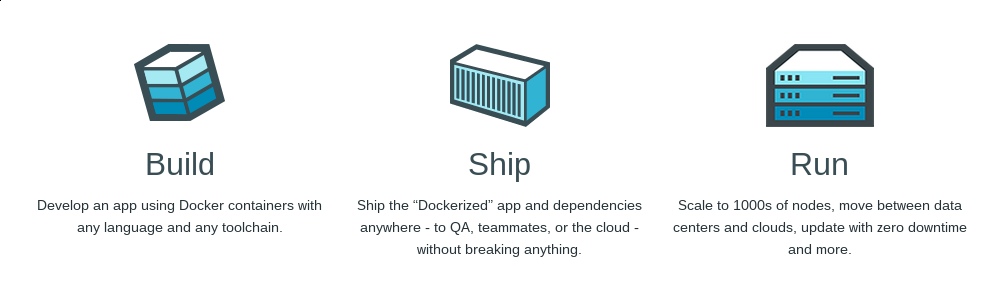 Build
Develop an app using Docker containers with
any language and any toolchain.
Ship
Ship the “Dockerized” app and dependencies
anywhere - to QA, teammates, or the cloud -
without breaking anything.
Run
Scale to 1000s of nodes, move between data
centers and clouds, update with zero downtime
and more.